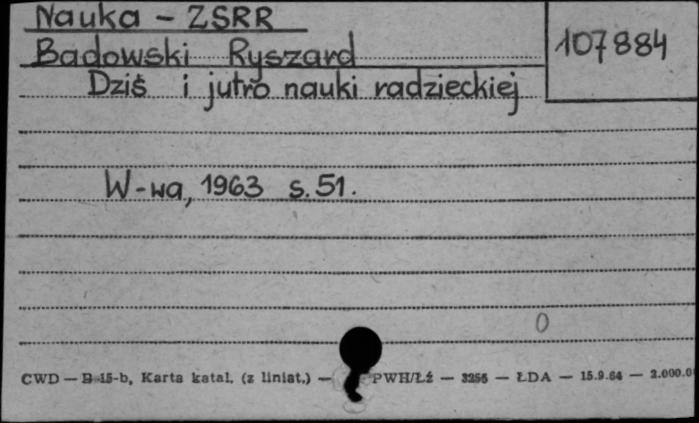 Nauka - ZSRR
107884
Badowski Ryszard
Dziś i jutro nauki radzieckiej
W-wa, 1963 s. 51.
0
CWD — B-15-b, Karta katal. (z liniat.) — PWH/Łź — 3256 — ŁDA — 15.9.64 — 2.000.0